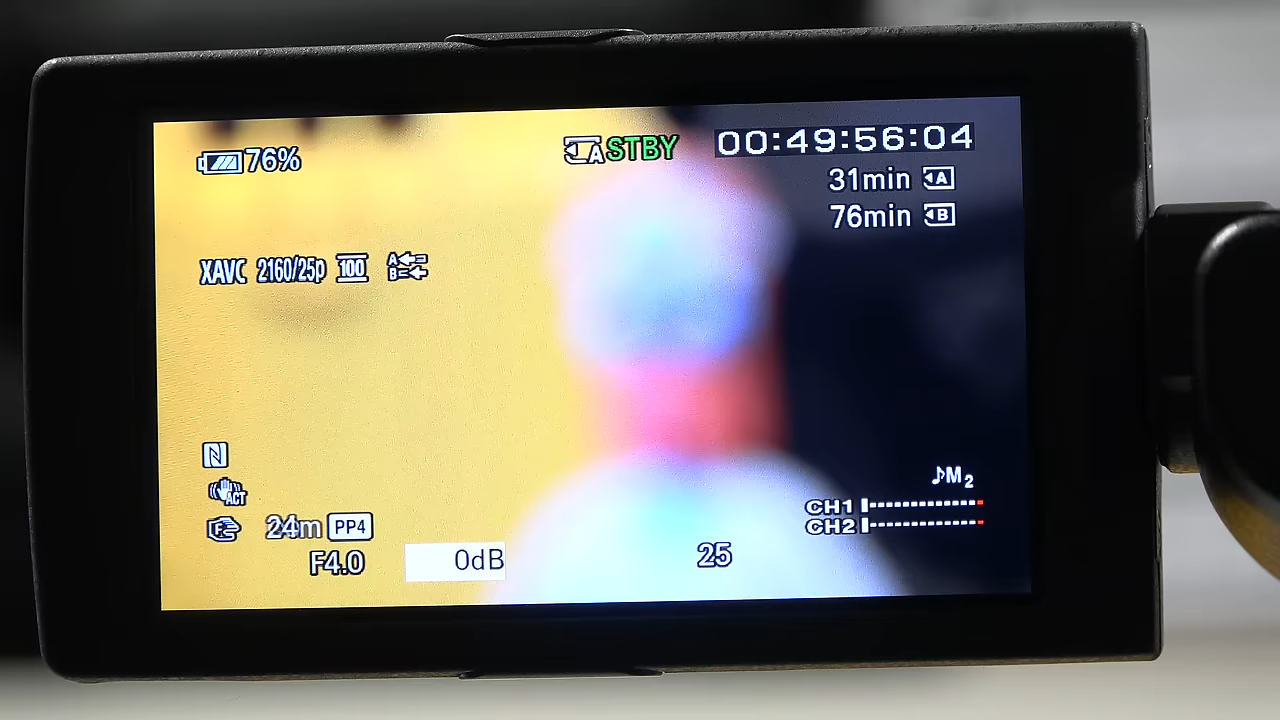 76%
A STBY 00:49:56:04
31min A
76min B
XAVC 2160/25p 100 A B
N
ACT
♪M2
CH1
CH2
F 24m PP4
F4.0 0dB 25